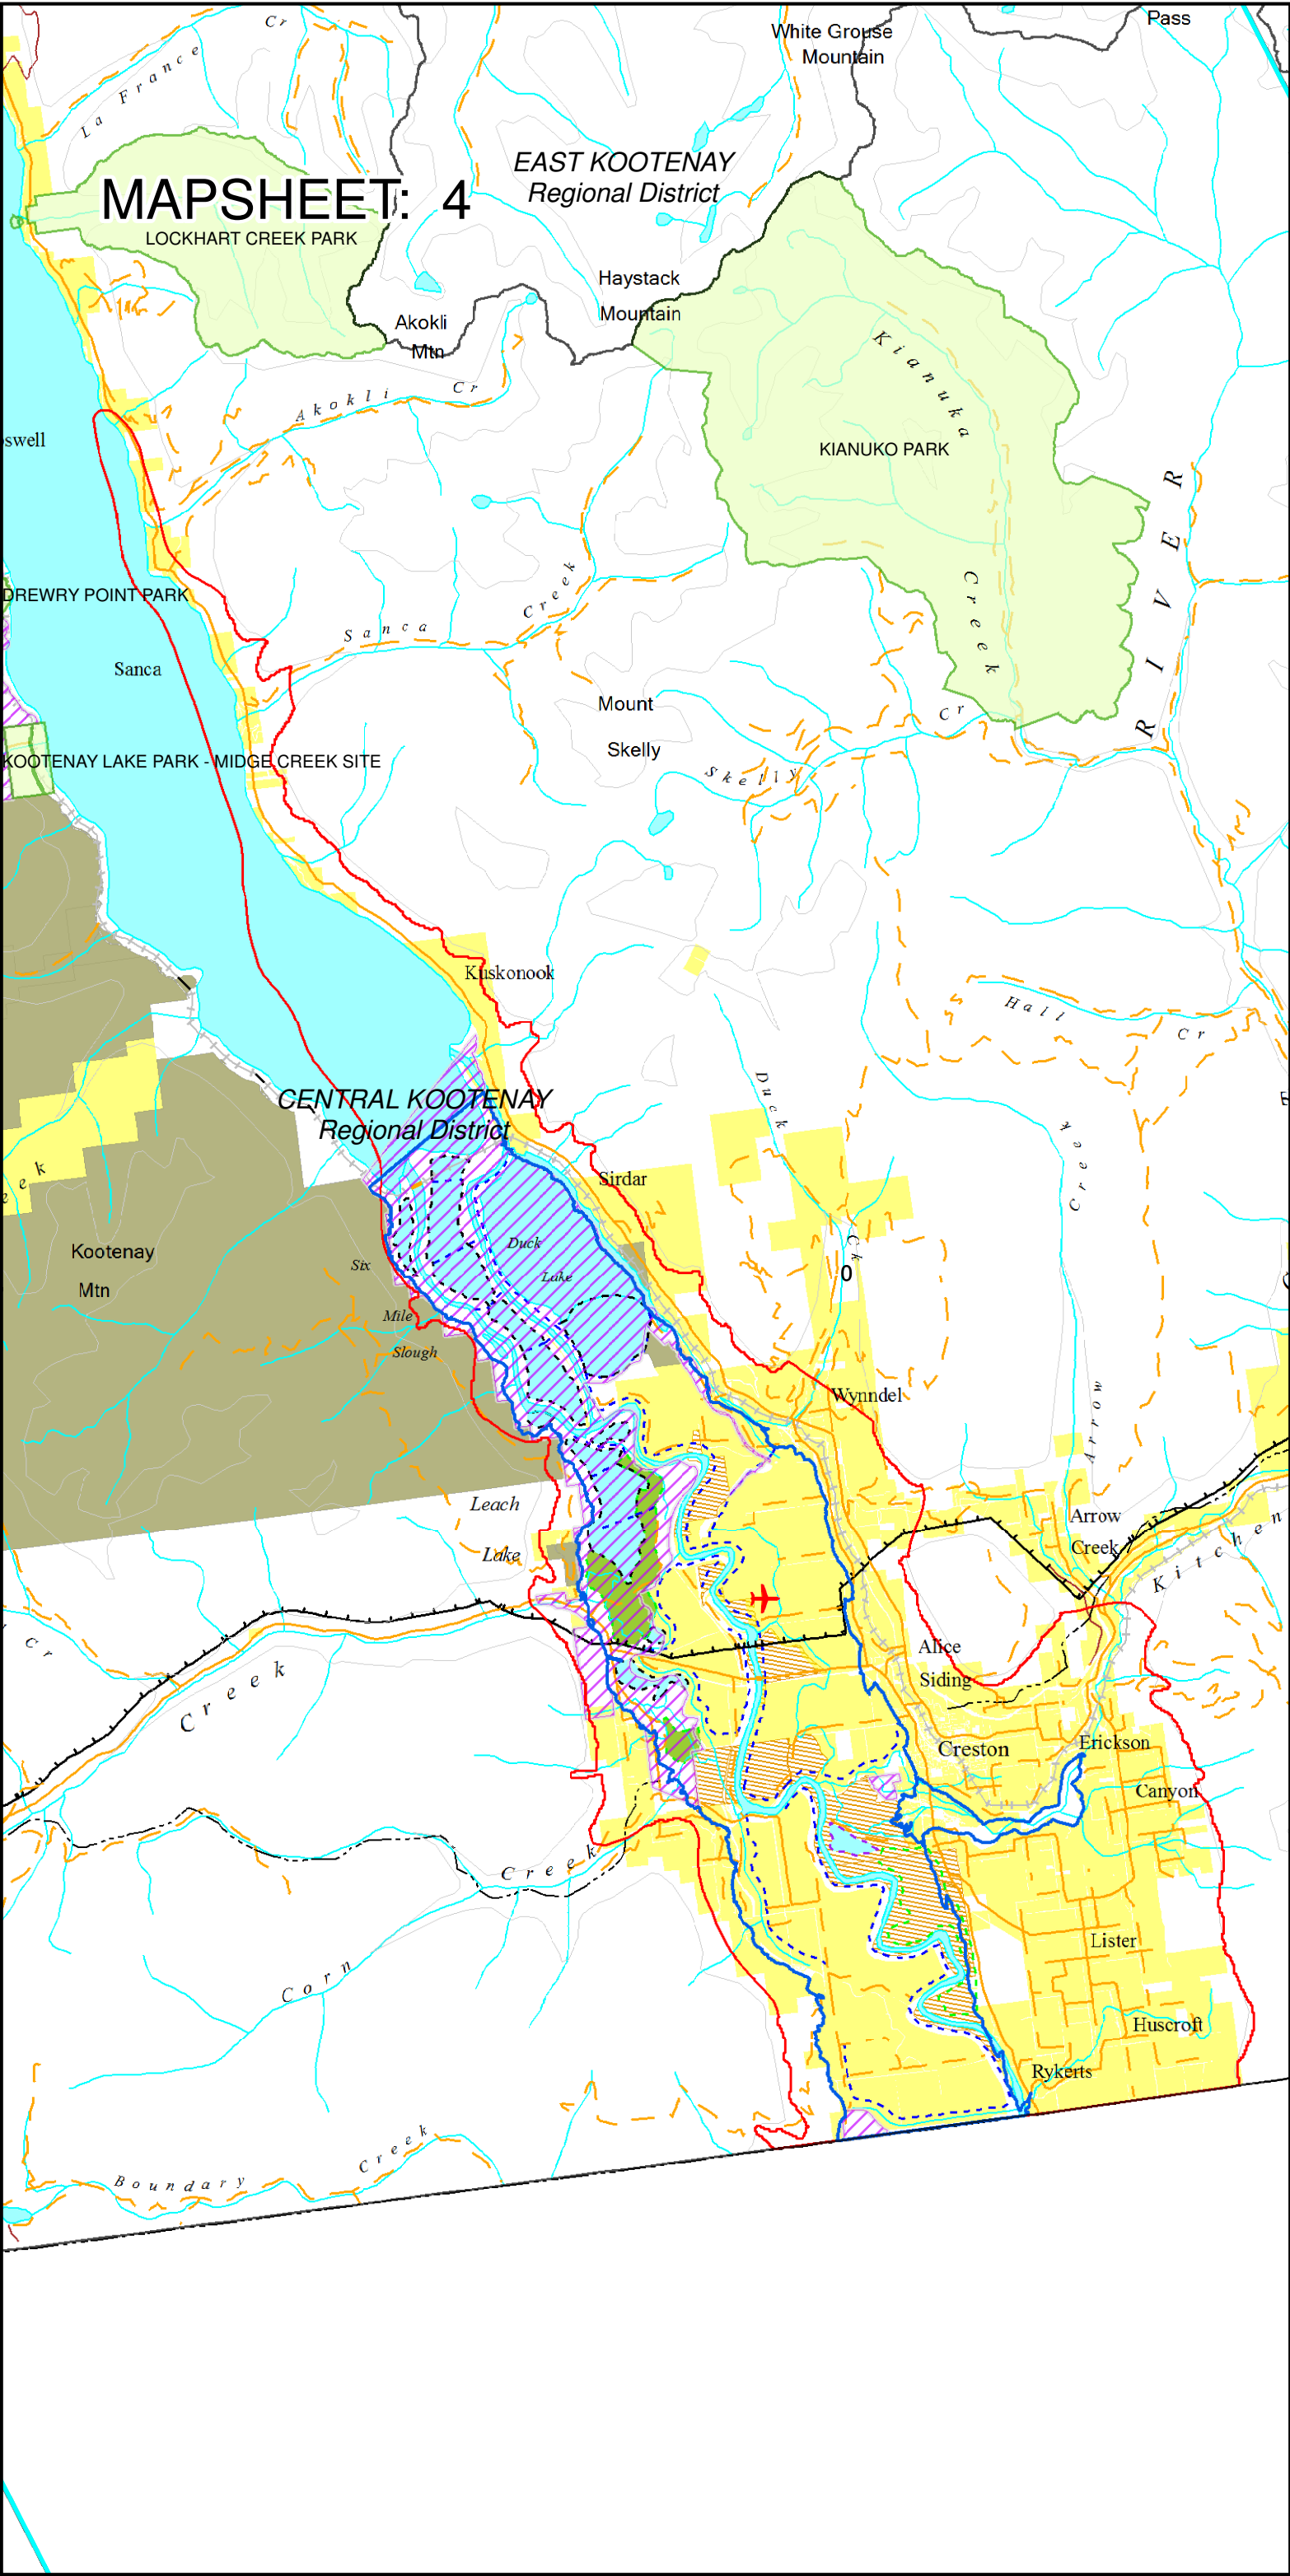 Pass
White Grouse
Mountain
Cr
La France
EAST KOOTENAY
Regional District
MAPSHEET: 4
LOCKHART CREEK PARK
Haystack
Mountain
Akokli
Mtn
Kianuka
Akokli Cr
swell
KIANUKO PARK
RIVER
Creek
DREWRY POINT PARK
Sanca Creek
Sanca
Mount
Skelly
Cr
KOOTENAY LAKE PARK - MIDGE CREEK SITE
Skelly
Kuskonook
Hall Cr
Duck
CENTRAL KOOTENAY
Regional District
Creek
eek
Sirdar
Duck
Lake
Ck
Kootenay
Mtn
Six
Mile
Slough
0
Wynndel
Arrow
Leach
Lake
Arrow
Creek
Kitchen
Cr
Creek
Alice
Siding
Creston
Erickson
Canyon
Creek
Corn
Lister
Huscroft
Rykerts
Boundary Creek